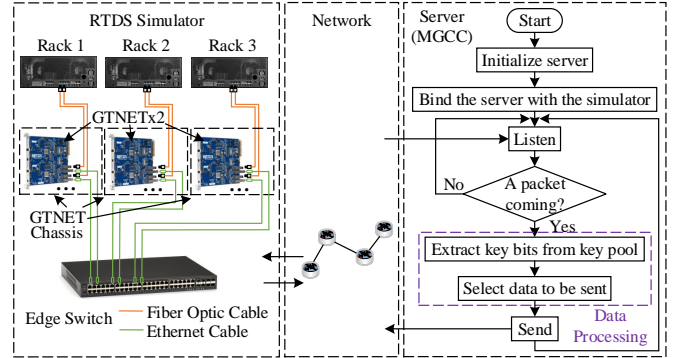 RTDS Simulator
Rack 1
Rack 2
Rack 3
GTNETx2
GTNET
Chassis
Edge Switch
Fiber Optic Cable
Ethernet Cable
Network
Server
(MGCC)
Start
Initialize server
Bind the server with the simulator
Listen
No
A packet
coming?
Yes
Extract key bits from key pool
Select data to be sent
Data
Processing
Send